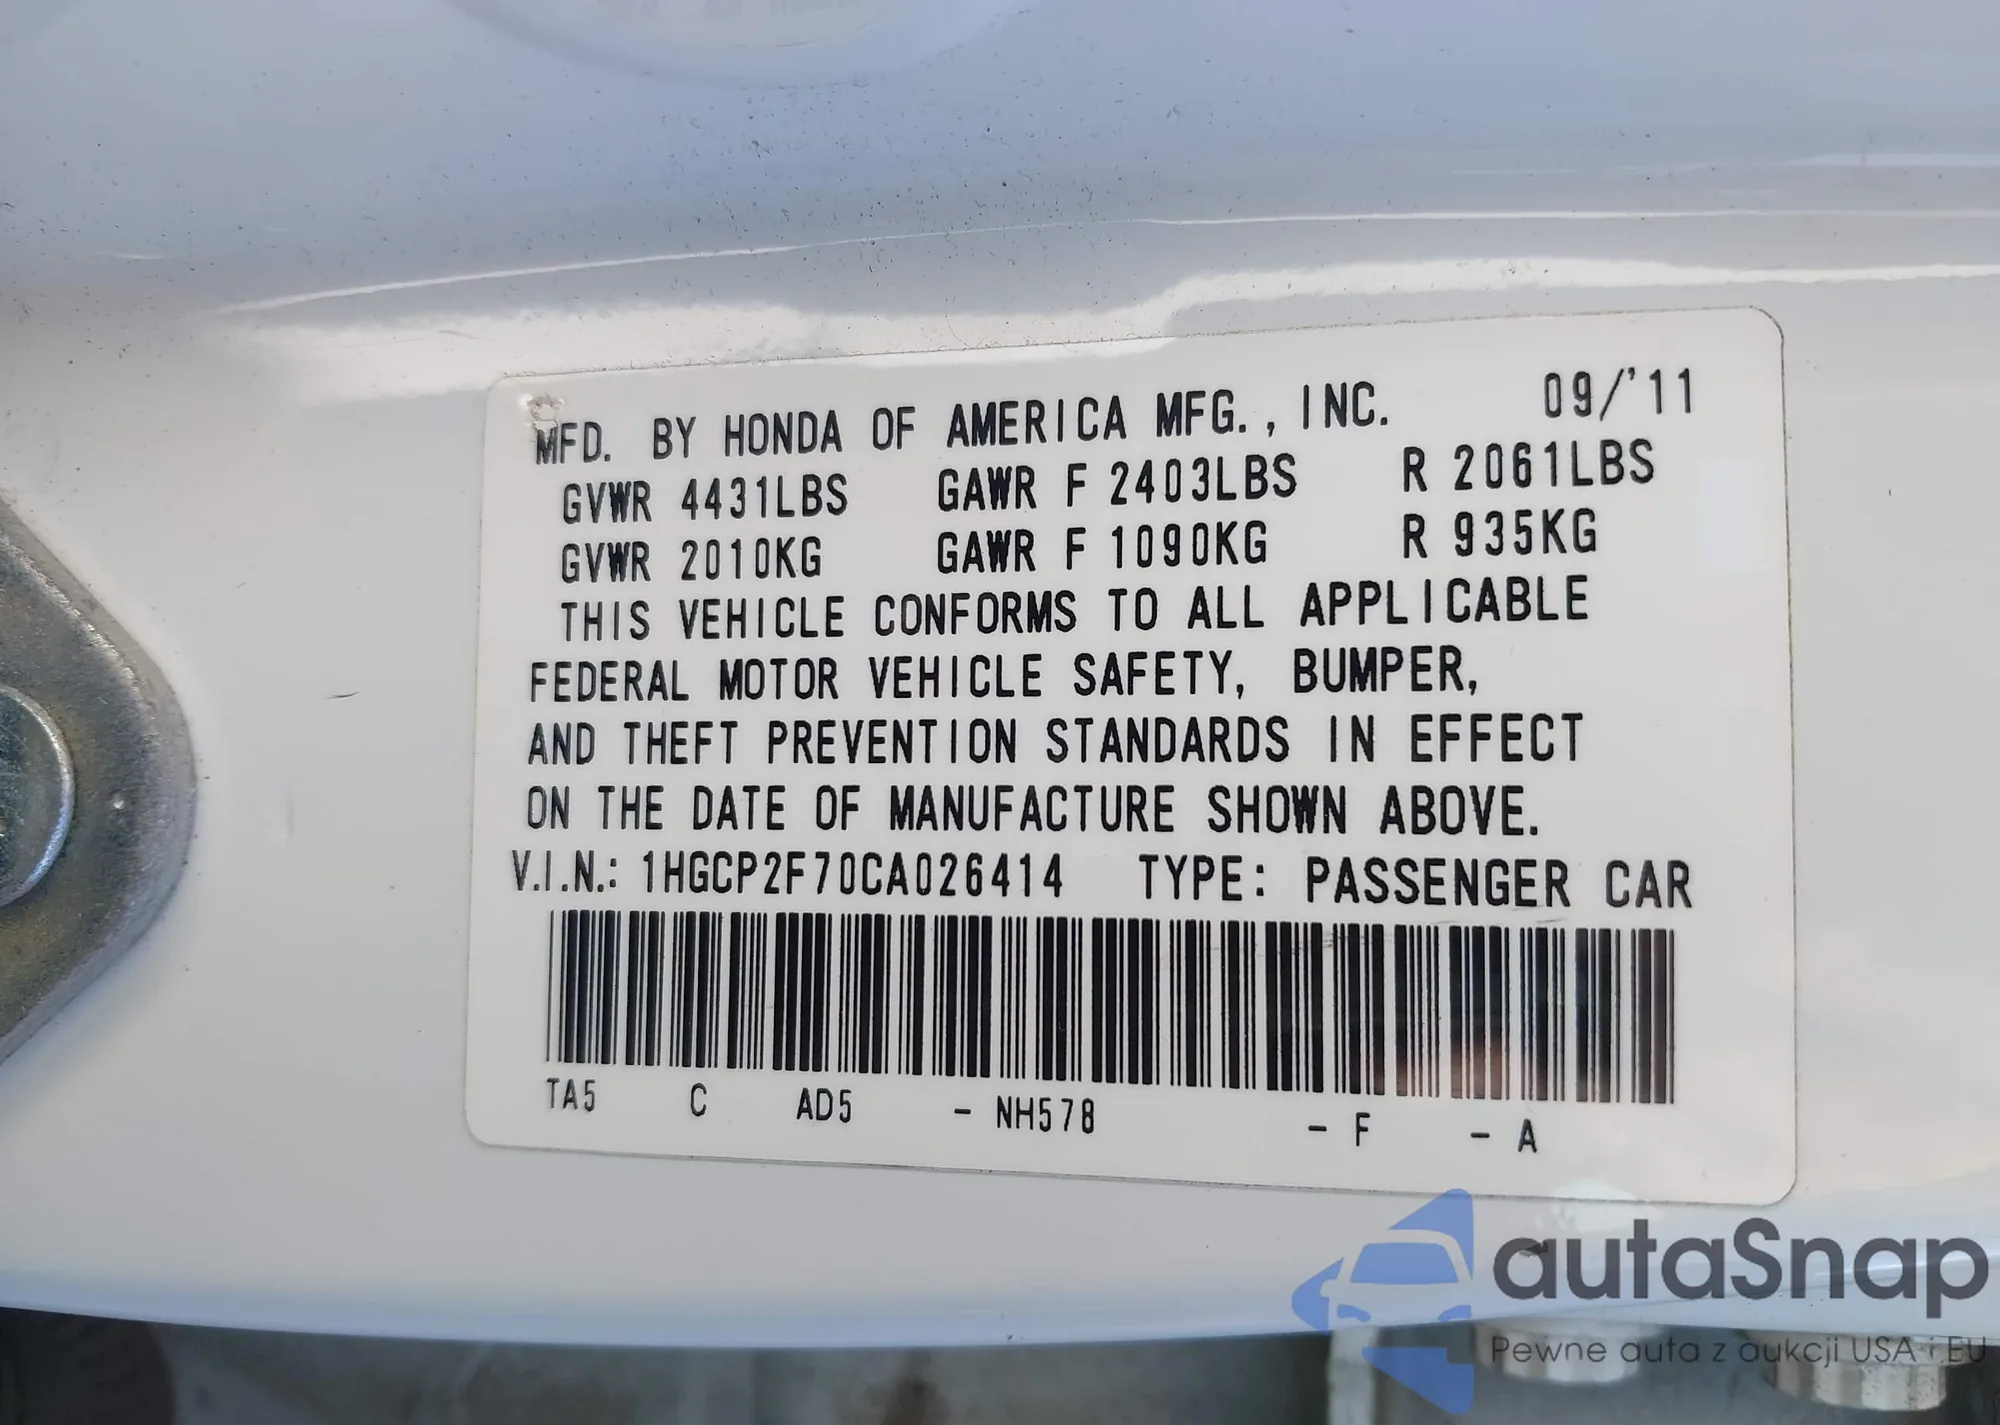 MFD. BY HONDA OF AMERICA MFG., INC. 09/'11
GVWR 4431LBS GAWR F 2403LBS R 2061LBS
GVWR 2010KG GAWR F 1090KG R 935KG
THIS VEHICLE CONFORMS TO ALL APPLICABLE
FEDERAL MOTOR VEHICLE SAFETY, BUMPER,
AND THEFT PREVENTION STANDARDS IN EFFECT
ON THE DATE OF MANUFACTURE SHOWN ABOVE.
V.I.N.: 1HGCP2F70CA026414 TYPE: PASSENGER CAR
TA5 C AD5 - NH578 - F - A
autaSnap
Pewne auta z aukcji USA i EU